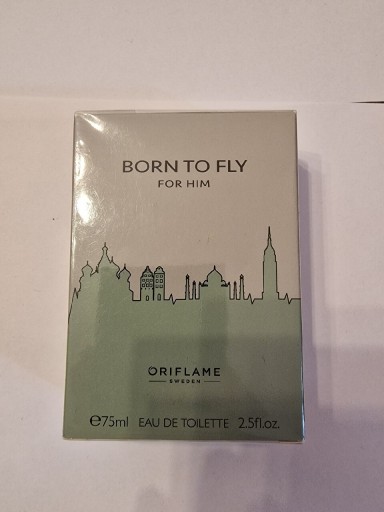 BORN TO FLY
FOR HIM
ORIFLAME
SWEDEN
℮75ml EAU DE TOILETTE 2.5fl.oz.